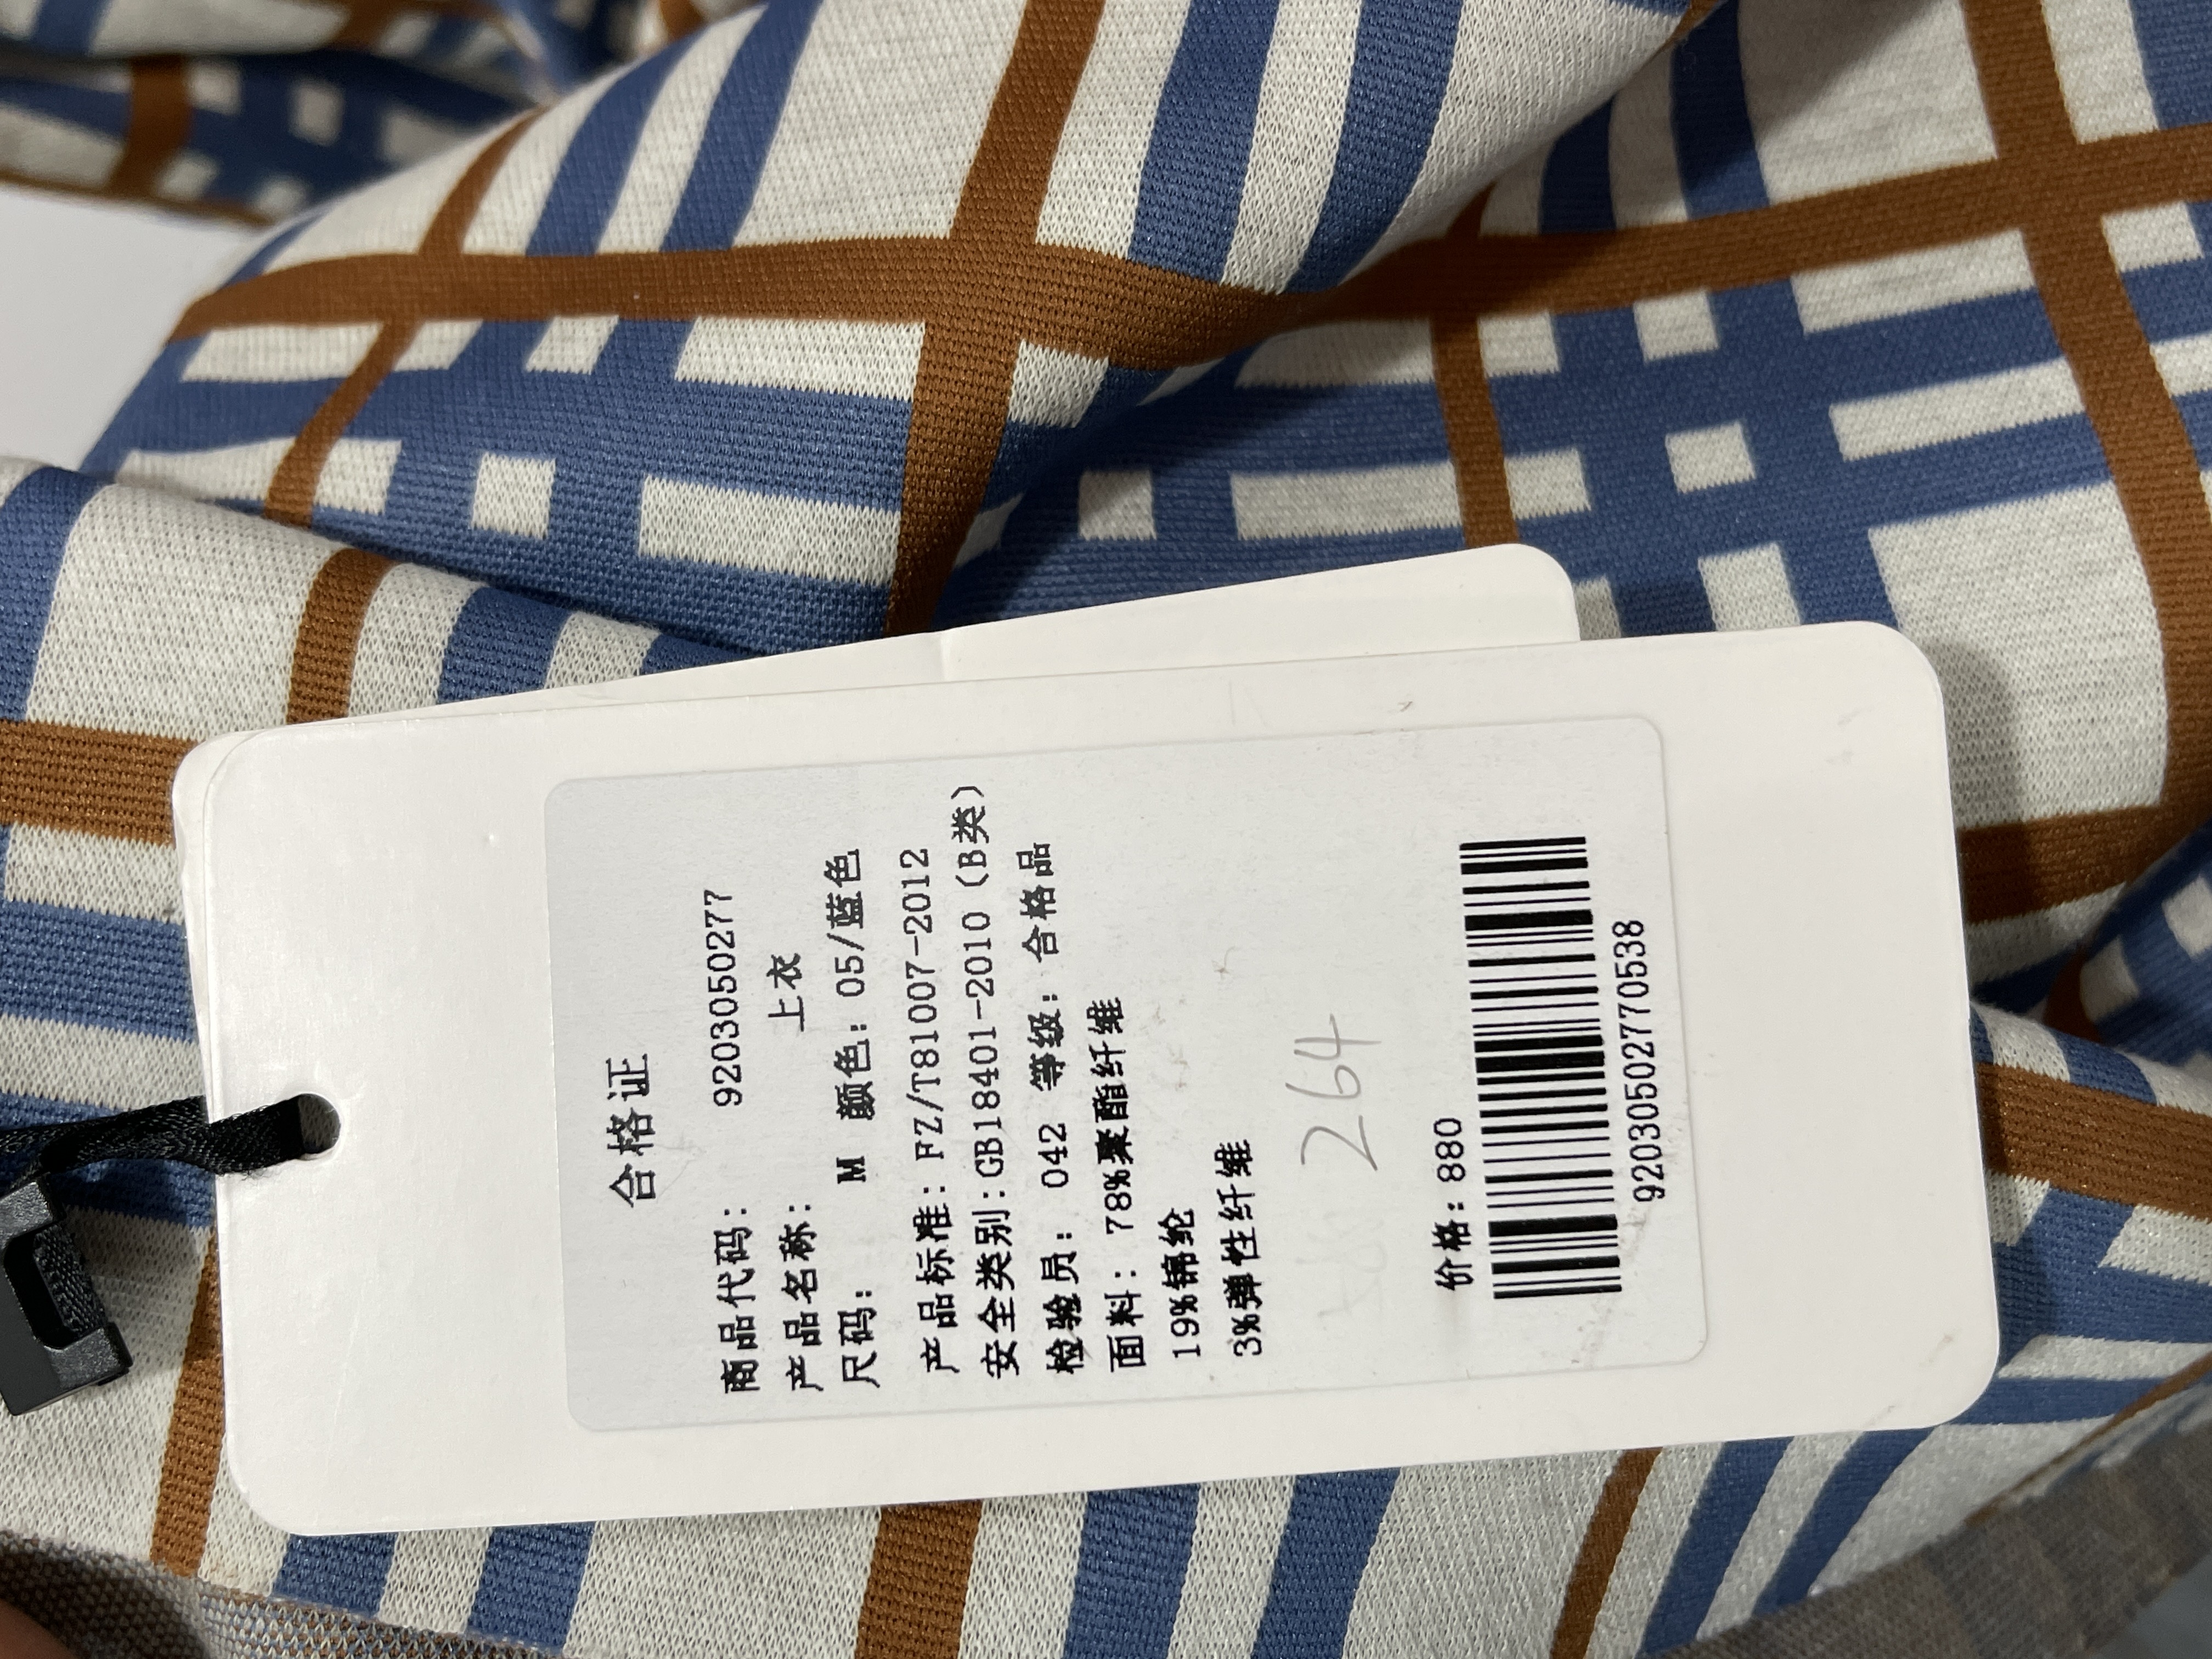 合格证
商品代码： 9203050277
产品名称： 上衣
尺码： M 颜色：05/蓝色
产品标准：FZ/T81007-2012
安全类别:GB18401-2010（B类）
检验员：042 等级：合格品
面料：78%聚酯纤维
19%锦纶
3%弹性纤维
264
价格：880
92030502770538